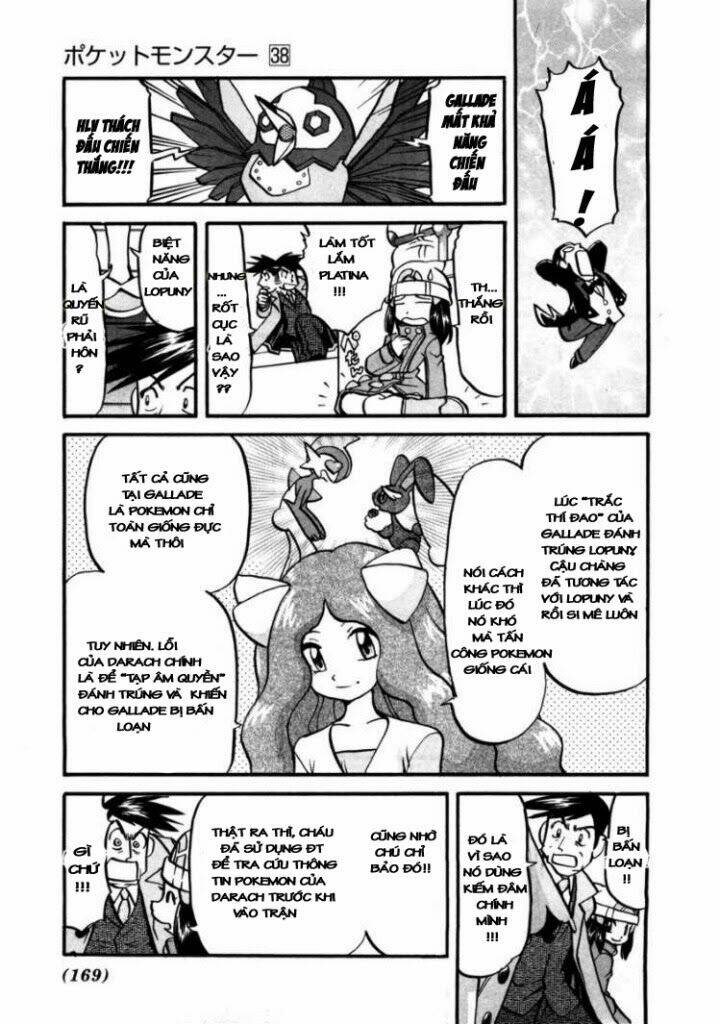 ポケットモンスター 38
Á
Á
!
GALLADE
MẤT KHẢ
NĂNG CHIẾN
ĐẤU
HLV THÁCH
ĐẤU CHIẾN
THẮNG!!!
TH...
THẮNG
RỒI
LÀM TỐT
LẮM
PLATINA
!!!
NHƯNG
...
RỐT
CỤC
LÀ
SAO
VẬY
??
ぺたん
BIỆT
NĂNG CỦA
LOPUNY
LÀ
QUYẾN
RŨ
PHẢI
HÔN
?
LÚC "TRẮC
THÍ ĐAO" CỦA
GALLADE ĐÁNH
TRÚNG LOPUNY,
CẬU CHÀNG
ĐÃ TƯƠNG TÁC
VỚI LOPUNY VÀ
RỒI SI MÊ LUÔN
NÓI CÁCH
KHÁC THÌ
LÚC ĐÓ
NÓ KHÓ
MÀ TẤN
CÔNG POKEMON
GIỐNG CÁI
TẤT CẢ CŨNG
TẠI GALLADE
LÀ POKEMON CHỈ
TOÀN GIỐNG ĐỰC
MÀ THÔI
TUY NHIÊN. LỖI
CỦA DARACH CHÍNH
LÀ ĐỂ "TẠP ÂM QUYỀN"
ĐÁNH TRÚNG VÀ KHIẾN
CHO GALLADE BỊ BẤN
LOẠN
BỊ
BẤN
LOẠN
!!
ĐÓ LÀ
VÌ SAO
NÓ DÙNG
KIẾM ĐÂM
CHÍNH
MÌNH
!!!
CŨNG NHỜ
CHÚ CHỈ
BẢO ĐÓ!!
THẬT RA THÌ, CHÁU
ĐÃ SỬ DỤNG ĐT
ĐỂ TRA CỨU THÔNG
TIN POKEMON CỦA
DARACH TRƯỚC KHI
VÀO TRẬN
GÌ
CHỨ
!!!
(169)